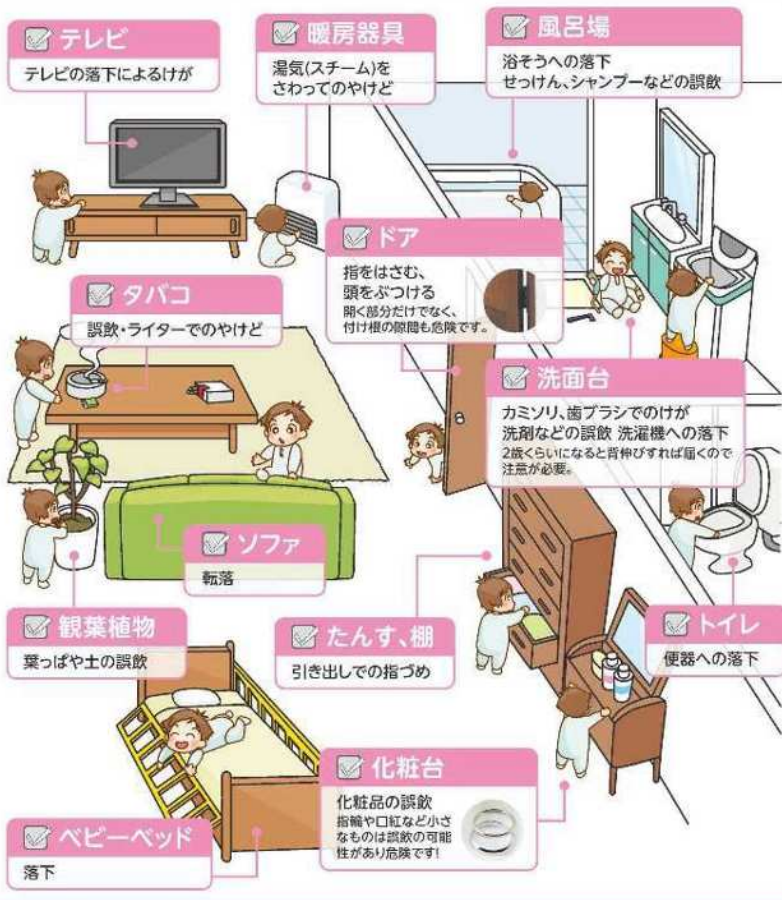 テレビ
テレビの落下によるけが
暖房器具
湯気(スチーム)を
さわってのやけど
風呂場
浴そうへの落下
せっけん、シャンプーなどの誤飲
ドア
指をはさむ、
頭をぶつける
開く部分だけでなく、
付け根の隙間も危険です。
タバコ
誤飲・ライターでのやけど
洗面台
カミソリ、歯ブラシでのけが
洗剤などの誤飲 洗濯機への落下
2歳くらいになると背伸びすれば届くので
注意が必要。
ソファ
転落
観葉植物
葉っぱや土の誤飲
たんす、棚
引き出しでの指づめ
トイレ
便器への落下
化粧台
化粧品の誤飲
指輪や口紅など小さ
なものは誤飲の可能
性があり危険です!
ベビーベッド
落下